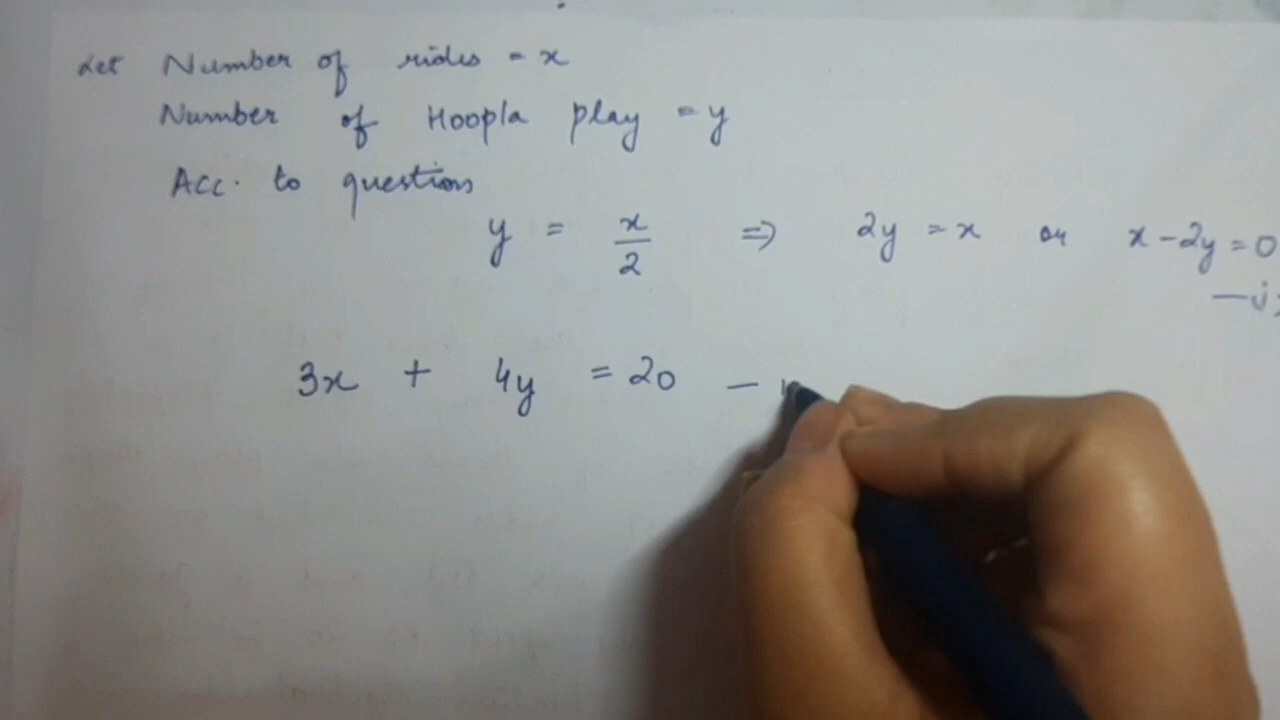 Let Number of rides = x
Number of Hoopla play = y
Acc. to question
y = x/2 ⇒ 2y = x or x - 2y = 0
— i)
3x + 4y = 20 —